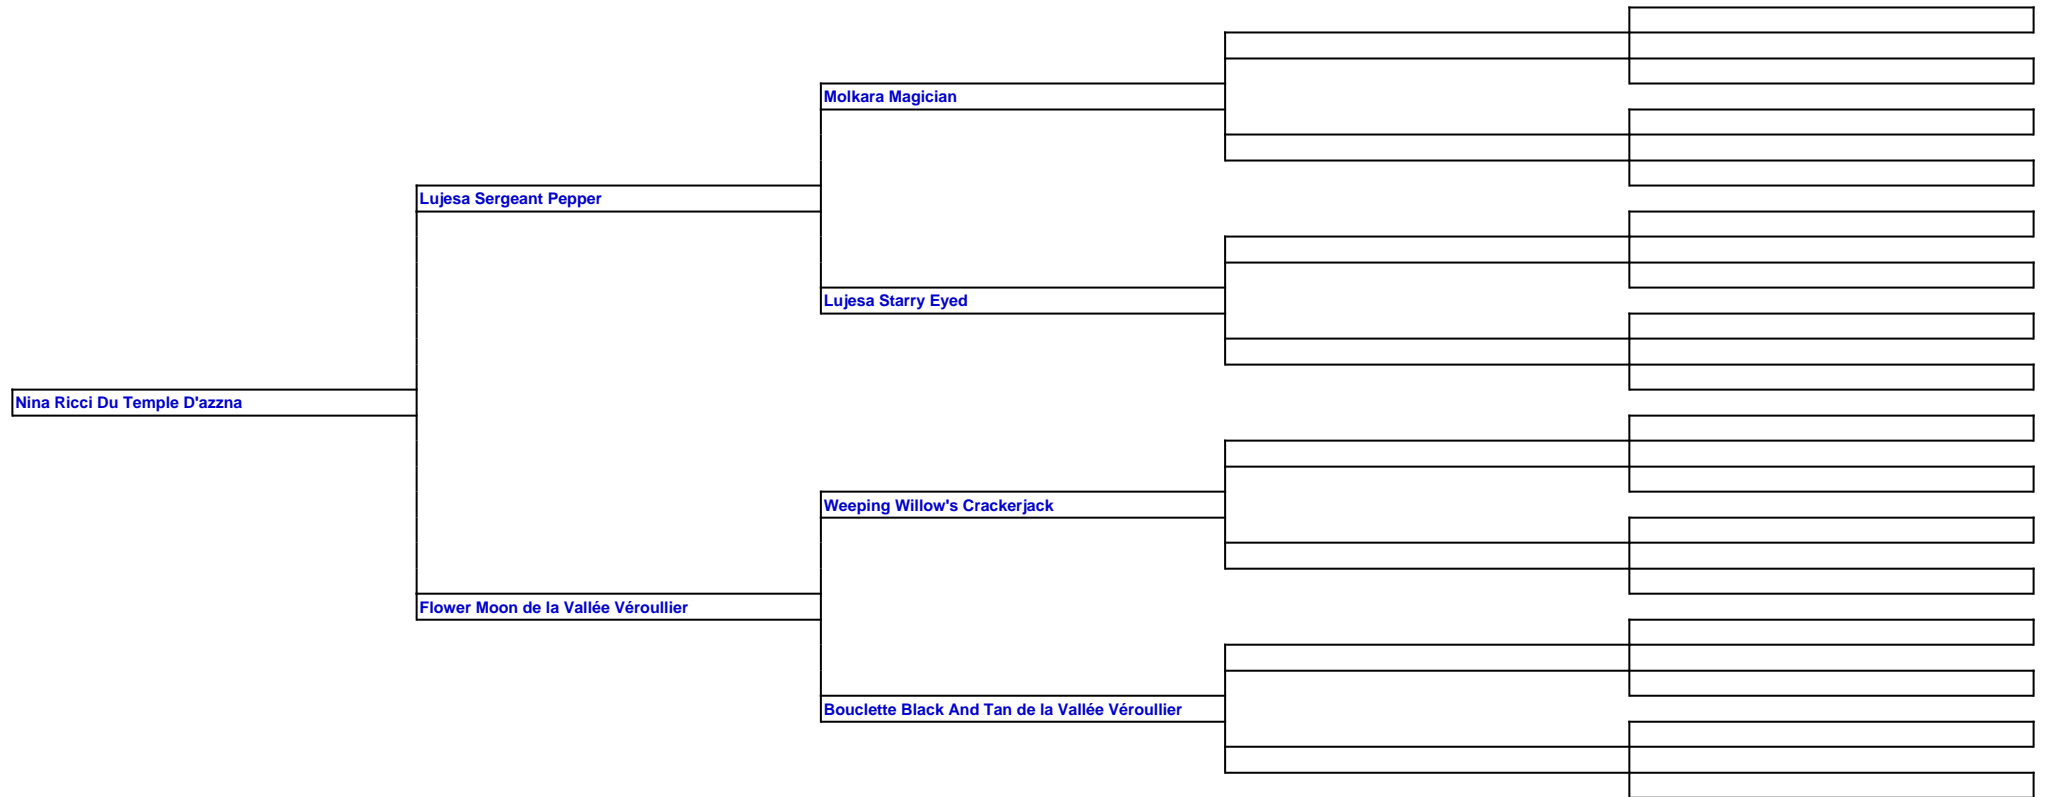 Molkara Magician
Lujesa Sergeant Pepper
Lujesa Starry Eyed
Nina Ricci Du Temple D'azzna
Weeping Willow's Crackerjack
Flower Moon de la Vallée Véroullier
Bouclette Black And Tan de la Vallée Véroullier